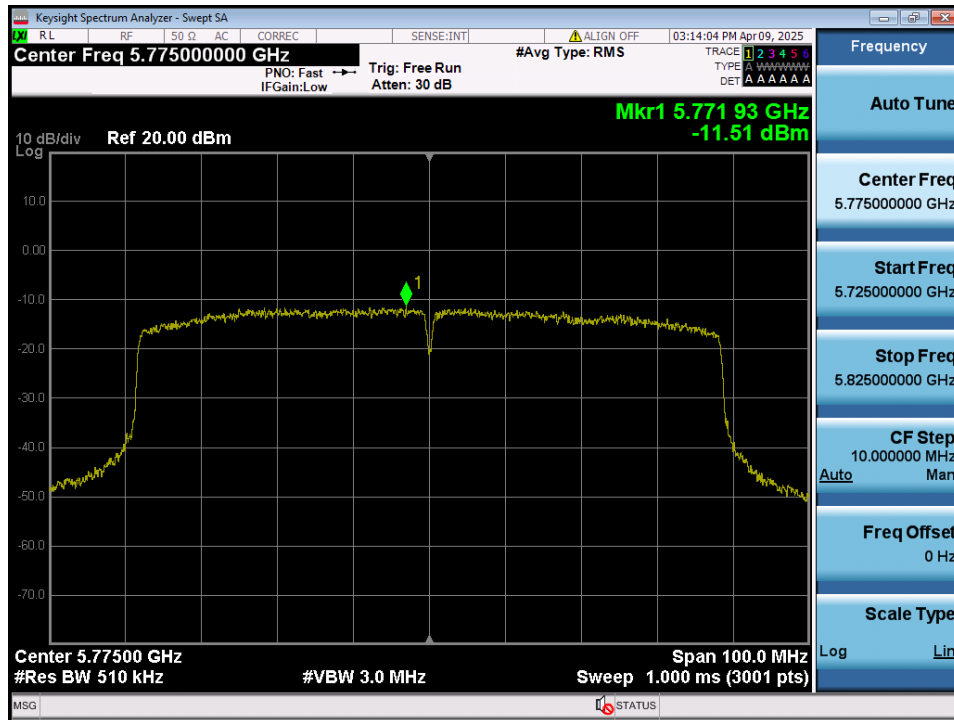 Keysight Spectrum Analyzer - Swept SA
LXI RL RF 50 Ω AC CORREC SENSE:INT ALIGN OFF 03:14:04 PM Apr 09, 2025
Center Freq 5.775000000 GHz
PNO: Fast
IFGain:Low
Trig: Free Run
Atten: 30 dB
#Avg Type: RMS
TRACE 1 2 3 4 5 6
TYPE A WWWWW
DET A A A A A A
Mkr1 5.771 93 GHz
-11.51 dBm
10 dB/div Ref 20.00 dBm
Log
10.0
0.00
-10.0
-20.0
-30.0
-40.0
-50.0
-60.0
-70.0
1
Center 5.77500 GHz Span 100.0 MHz
#Res BW 510 kHz #VBW 3.0 MHz Sweep 1.000 ms (3001 pts)
MSG STATUS
Frequency
Auto Tune
Center Freq
5.775000000 GHz
Start Freq
5.725000000 GHz
Stop Freq
5.825000000 GHz
CF Step
10.000000 MHz
Auto Man
Freq Offset
0 Hz
Scale Type
Log Lin